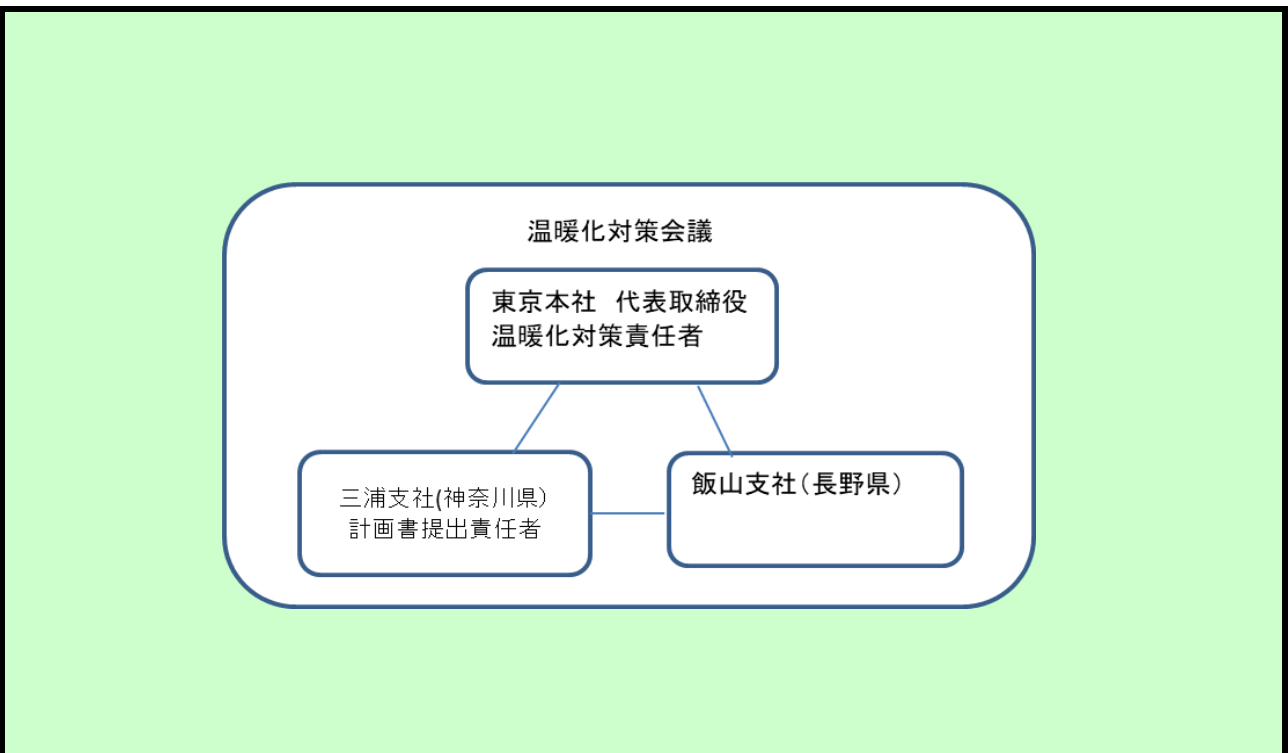 温暖化対策会議
東京本社　代表取締役
温暖化対策責任者
三浦支社(神奈川県）
計画書提出責任者
飯山支社（長野県）